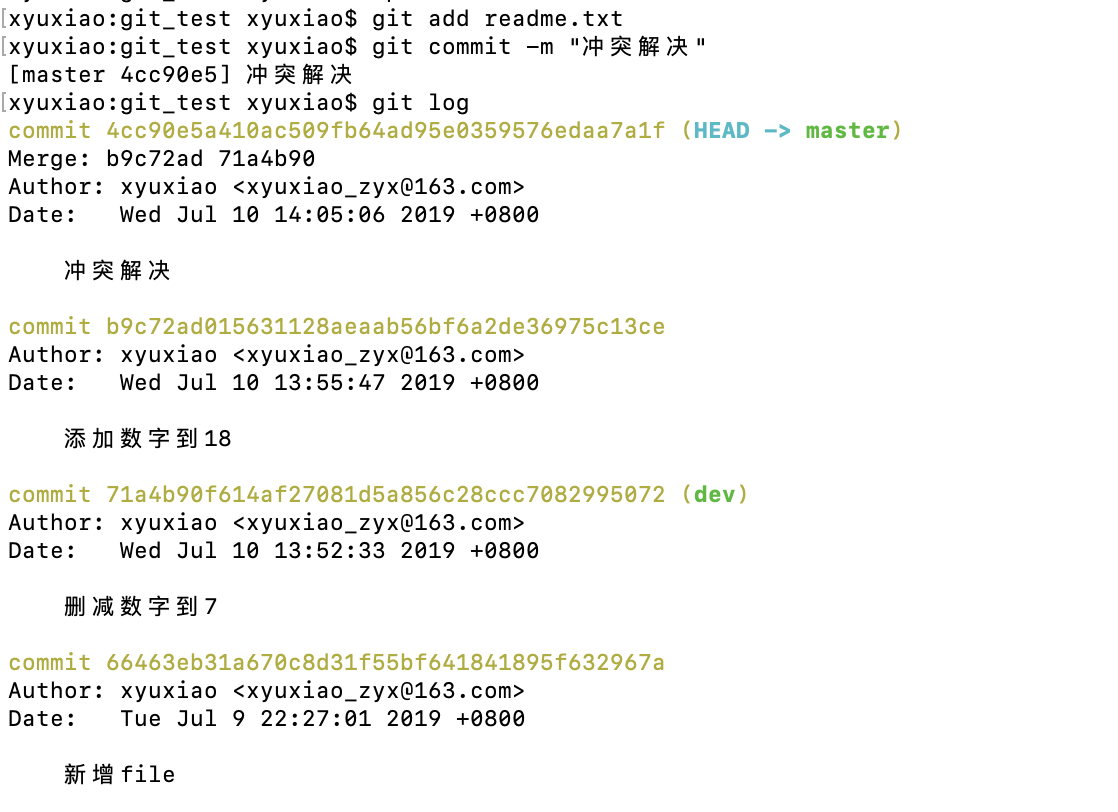 [xyuxiao:git_test xyuxiao$ git add readme.txt
[xyuxiao:git_test xyuxiao$ git commit -m "冲突解决"
[master 4cc90e5] 冲突解决
[xyuxiao:git_test xyuxiao$ git log
commit 4cc90e5a410ac509fb64ad95e0359576edaa7a1f (HEAD -> master)
Merge: b9c72ad 71a4b90
Author: xyuxiao <xyuxiao_zyx@163.com>
Date:   Wed Jul 10 14:05:06 2019 +0800
    冲突解决
commit b9c72ad015631128aeaab56bf6a2de36975c13ce
Author: xyuxiao <xyuxiao_zyx@163.com>
Date:   Wed Jul 10 13:55:47 2019 +0800
    添加数字到18
commit 71a4b90f614af27081d5a856c28ccc7082995072 (dev)
Author: xyuxiao <xyuxiao_zyx@163.com>
Date:   Wed Jul 10 13:52:33 2019 +0800
    删减数字到7
commit 66463eb31a670c8d31f55bf641841895f632967a
Author: xyuxiao <xyuxiao_zyx@163.com>
Date:   Tue Jul 9 22:27:01 2019 +0800
    新增file